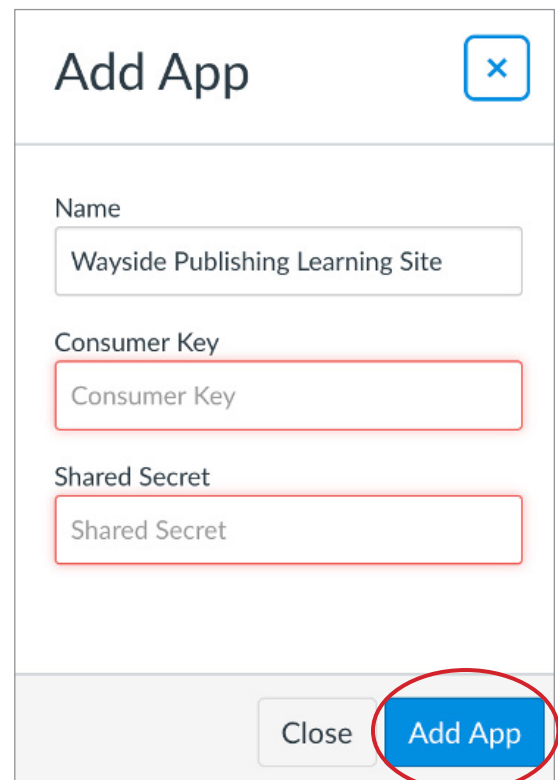 Add App
×
Name
Wayside Publishing Learning Site
Consumer Key
Consumer Key
Shared Secret
Shared Secret
Close Add App